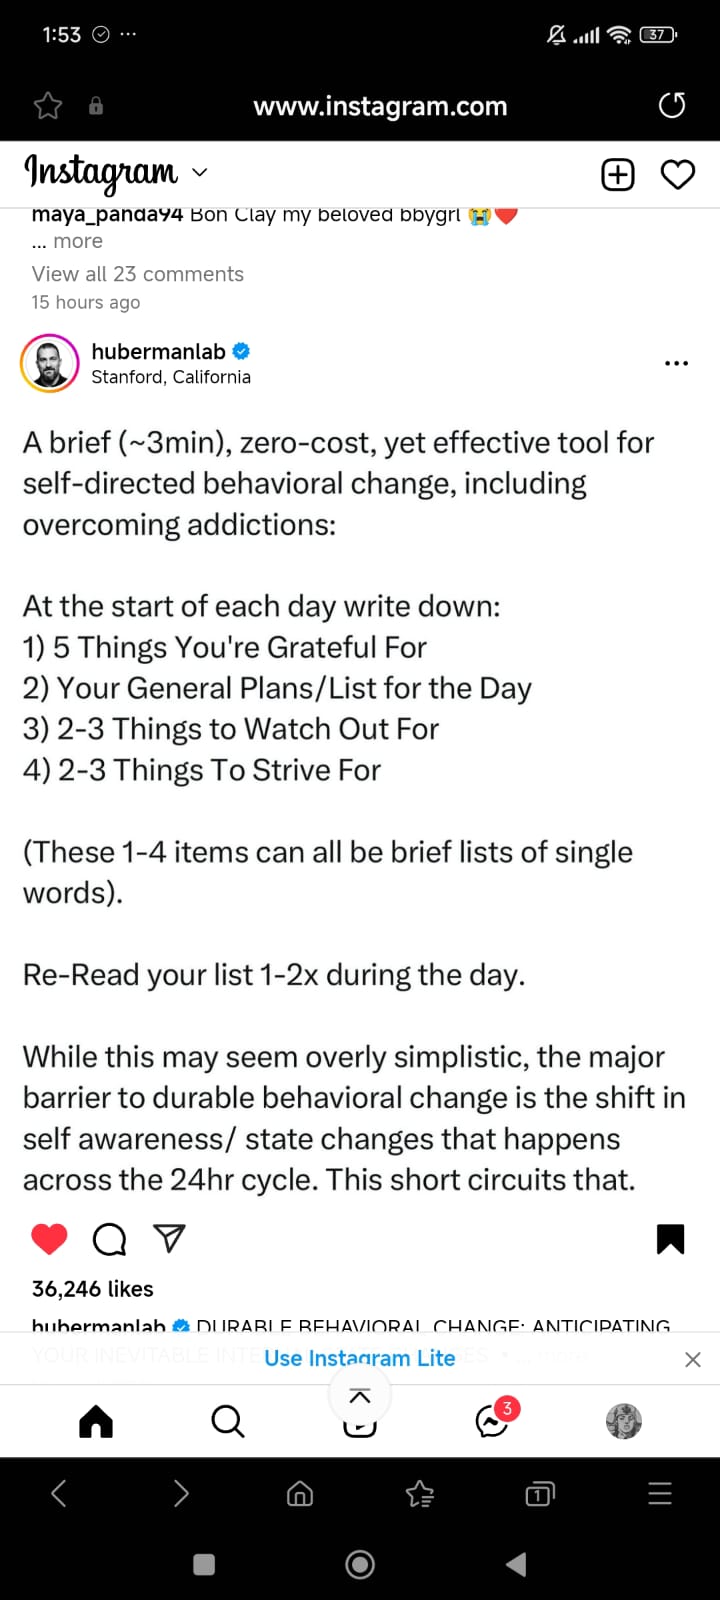 1:53
37
www.instagram.com
Instagram
maya_panda94 Bon Clay my beloved bbygrl 😭❤️
... more
View all 23 comments
15 hours ago
hubermanlab
Stanford, California
A brief (~3min), zero-cost, yet effective tool for
self-directed behavioral change, including
overcoming addictions:
At the start of each day write down:
1) 5 Things You're Grateful For
2) Your General Plans/List for the Day
3) 2-3 Things to Watch Out For
4) 2-3 Things To Strive For
(These 1-4 items can all be brief lists of single
words).
Re-Read your list 1-2x during the day.
While this may seem overly simplistic, the major
barrier to durable behavioral change is the shift in
self awareness/ state changes that happens
across the 24hr cycle. This short circuits that.
36,246 likes
hubermanlab DURABLE BEHAVIORAL CHANGE: ANTICIPATING
YOUR INEVITABLE
Use Instagram Lite
3
1